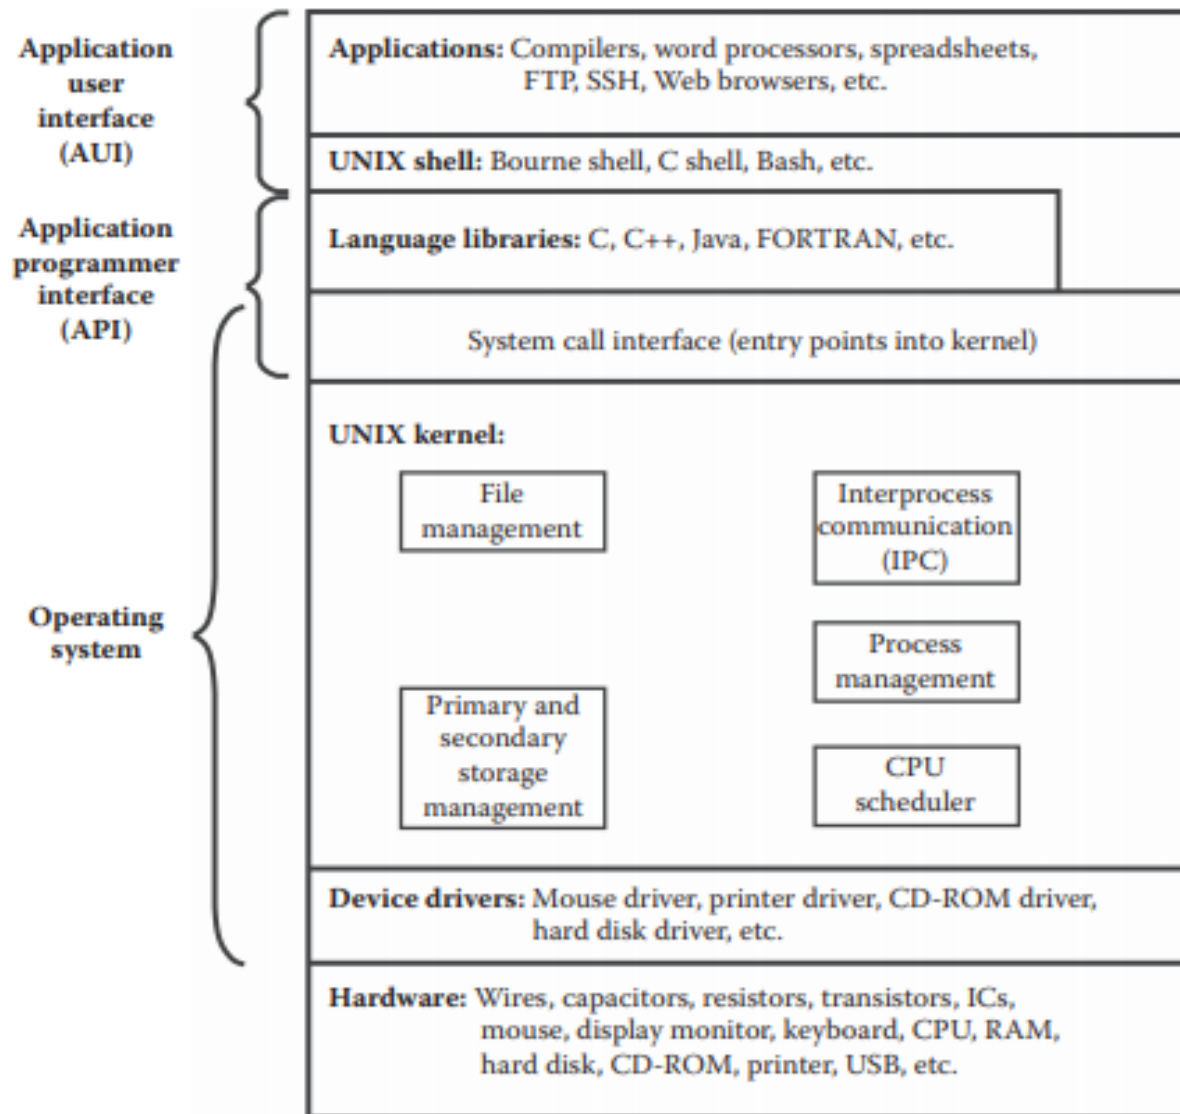 Application
user
interface
(AUI)
Applications: Compilers, word processors, spreadsheets,
FTP, SSH, Web browsers, etc.
UNIX shell: Bourne shell, C shell, Bash, etc.
Application
programmer
interface
(API)
Language libraries: C, C++, Java, FORTRAN, etc.
System call interface (entry points into kernel)
Operating
system
UNIX kernel:
File
management
Interprocess
communication
(IPC)
Process
management
Primary and
secondary
storage
management
CPU
scheduler
Device drivers: Mouse driver, printer driver, CD-ROM driver,
hard disk driver, etc.
Hardware: Wires, capacitors, resistors, transistors, ICs,
mouse, display monitor, keyboard, CPU, RAM,
hard disk, CD-ROM, printer, USB, etc.